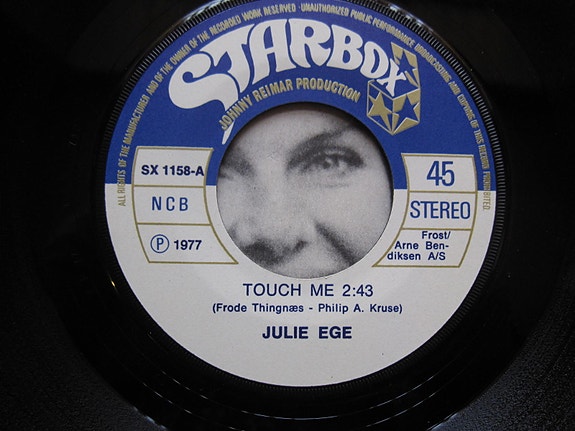 ALL RIGHTS OF THE MANUFACTURER AND OF THE OWNER OF THE RECORDED WORK RESERVED - UNAUTHORIZED PUBLIC PERFORMANCE BROADCASTING AND COPYING OF THIS RECORD PROHIBITED
STARBOX
JOHNNY REIMAR PRODUCTION
SX 1158-A
45
NCB
STEREO
Ⓟ 1977
Frost/
Arne Ben-
diksen A/S
TOUCH ME 2:43
(Frode Thingnæs - Philip A. Kruse)
JULIE EGE